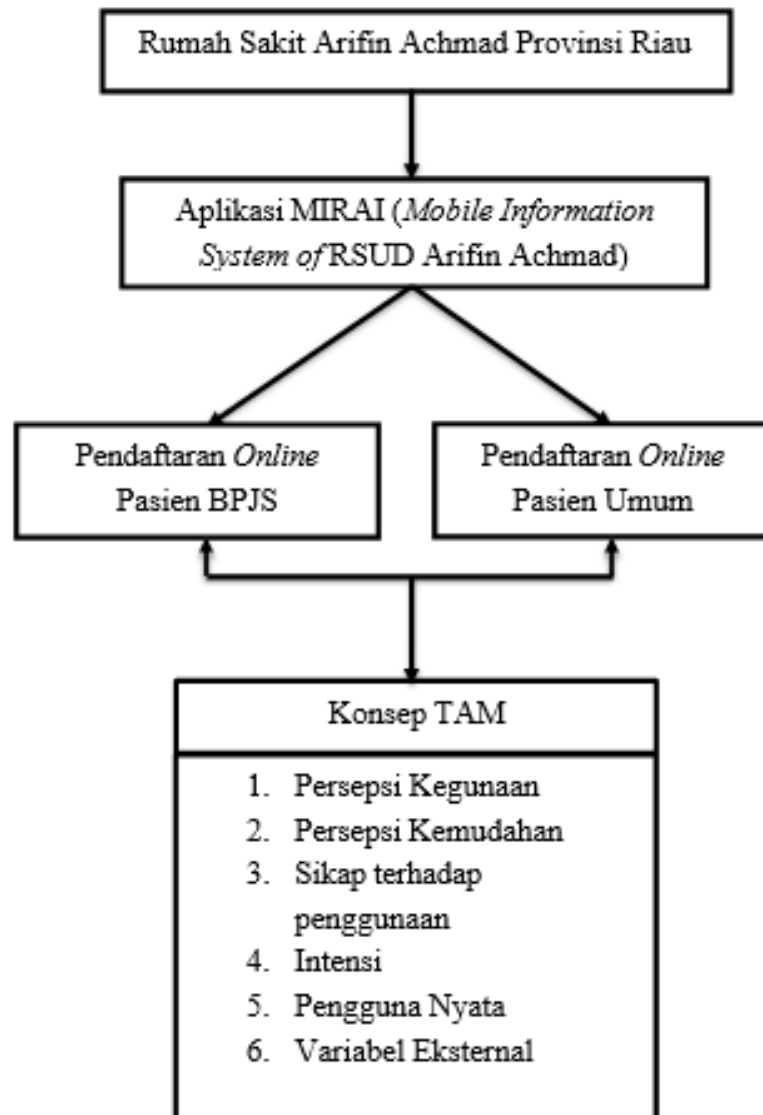 Rumah Sakit Arifin Achmad Provinsi Riau
Aplikasi MIRAI (Mobile Information
System of RSUD Arifin Achmad)
Pendaftaran Online
Pasien BPJS
Pendaftaran Online
Pasien Umum
Konsep TAM
1. Persepsi Kegunaan
2. Persepsi Kemudahan
3. Sikap terhadap
penggunaan
4. Intensi
5. Pengguna Nyata
6. Variabel Eksternal